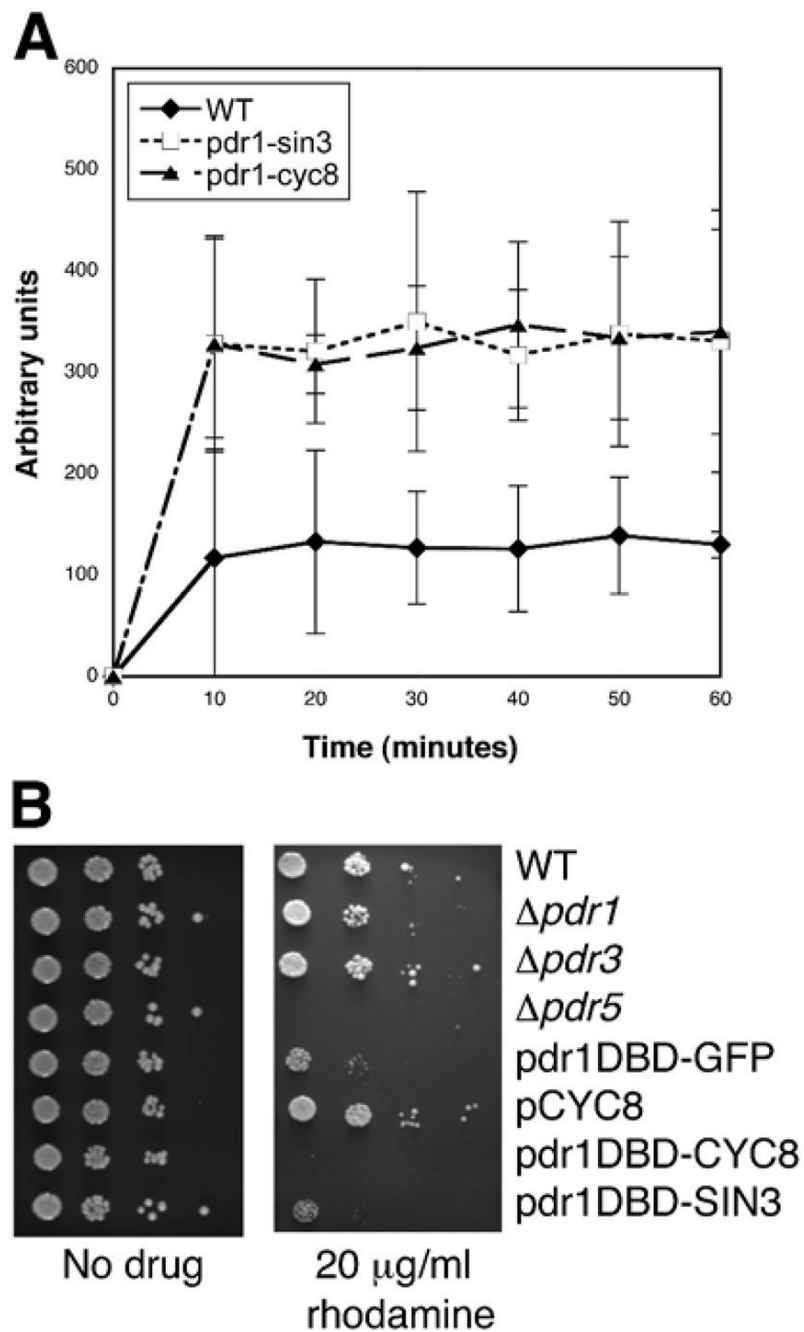 A
600
500
400
300
200
100
0
WT
pdr1-sin3
pdr1-cyc8
Arbitrary units
0 10 20 30 40 50 60
Time (minutes)
B
WT
Δpdr1
Δpdr3
Δpdr5
pdr1DBD-GFP
pCYC8
pdr1DBD-CYC8
pdr1DBD-SIN3
No drug
20 μg/ml
rhodamine